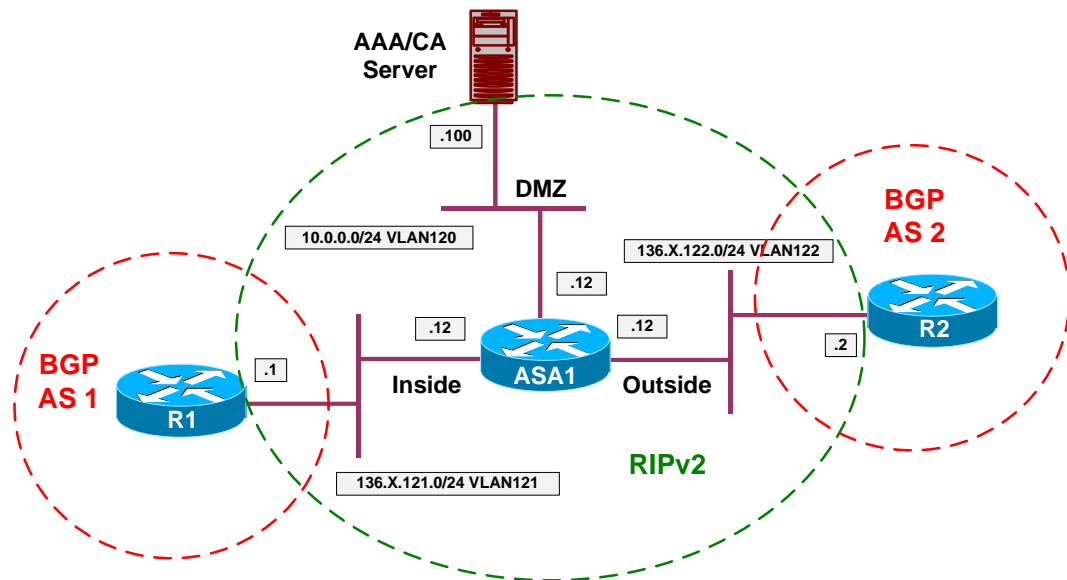 AAA/CA
Server
.100
DMZ
10.0.0.0/24 VLAN120
BGP
AS 2
136.X.122.0/24 VLAN122
.12
.12
.12
R2
.2
BGP
AS 1
.1
R1
Inside
ASA1
Outside
RIPv2
136.X.121.0/24 VLAN121